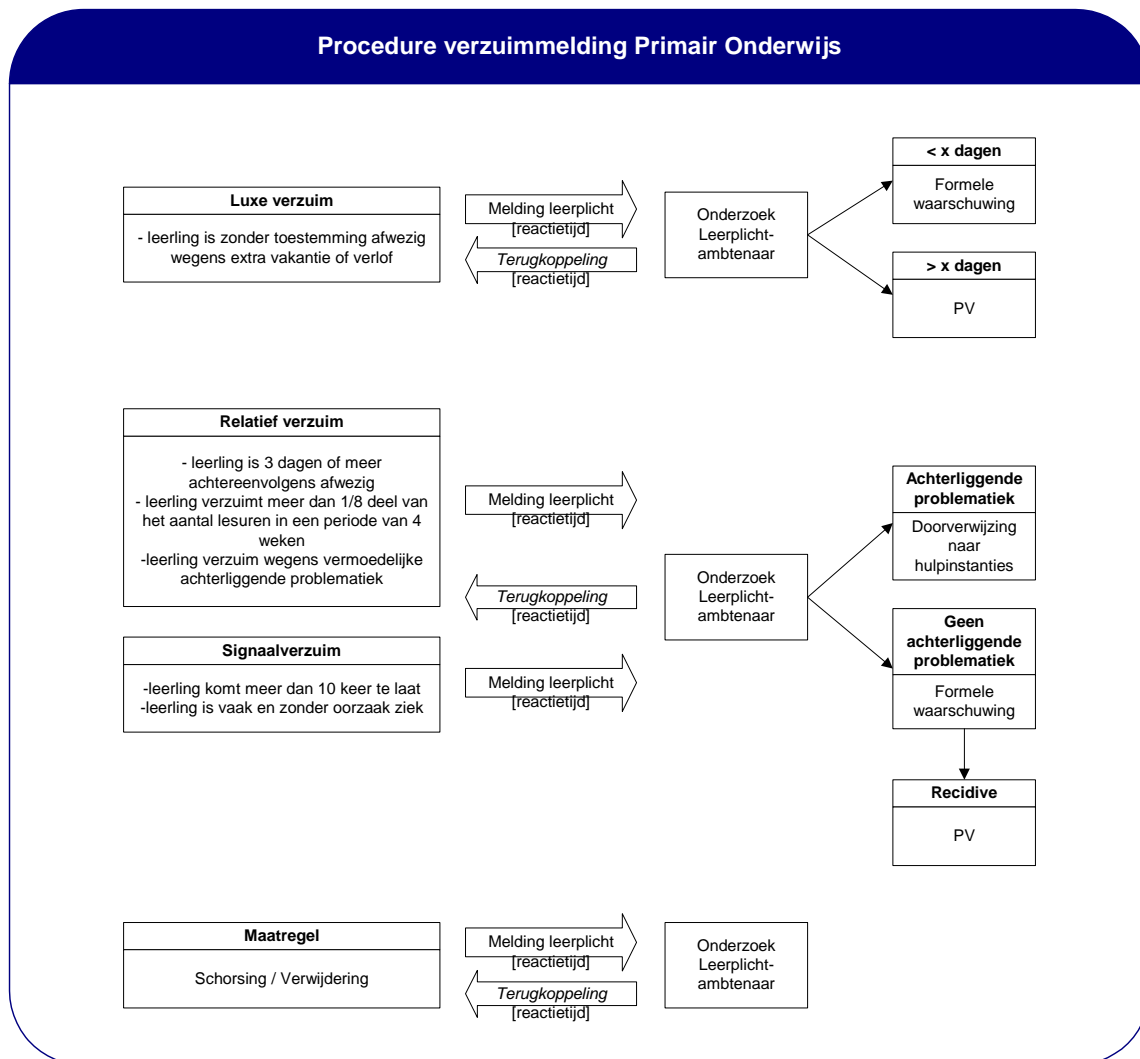 Procedure verzuimmelding Primair Onderwijs
Luxe verzuim
- leerling is zonder toestemming afwezig
wegens extra vakantie of verlof
Melding leerplicht
[reactietijd]
Terugkoppeling
[reactietijd]
Onderzoek
Leerplicht-
ambtenaar
< x dagen
Formele
waarschuwing
> x dagen
PV
Relatief verzuim
- leerling is 3 dagen of meer
achtereenvolgens afwezig
- leerling verzuimt meer dan 1/8 deel van
het aantal lesuren in een periode van 4
weken
-leerling verzuim wegens vermoedelijke
achterliggende problematiek
Melding leerplicht
[reactietijd]
Terugkoppeling
[reactietijd]
Signaalverzuim
-leerling komt meer dan 10 keer te laat
-leerling is vaak en zonder oorzaak ziek
Melding leerplicht
[reactietijd]
Onderzoek
Leerplicht-
ambtenaar
Achterliggende
problematiek
Doorverwijzing
naar
hulpinstanties
Geen
achterliggende
problematiek
Formele
waarschuwing
Recidive
PV
Maatregel
Schorsing / Verwijdering
Melding leerplicht
[reactietijd]
Terugkoppeling
[reactietijd]
Onderzoek
Leerplicht-
ambtenaar